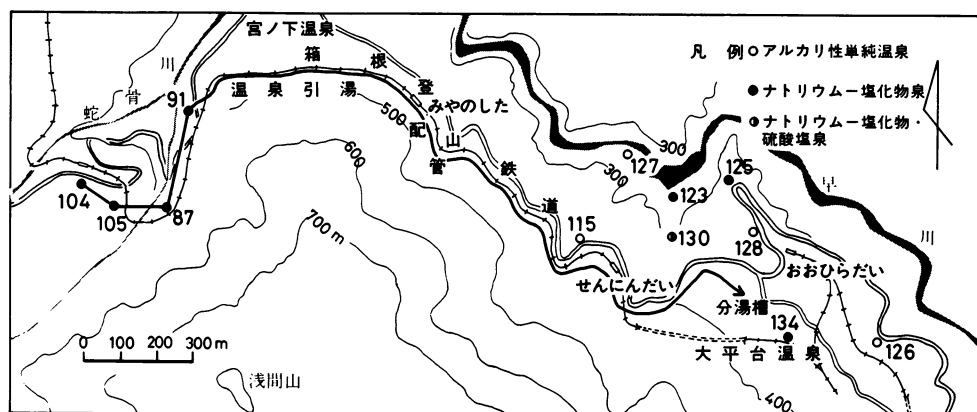 宮ノ下温泉
凡 例
アルカリ性単純温泉
ナトリウムー塩化物泉
ナトリウムー塩化物・
硫酸塩泉
箱根登山鉄道
温泉引湯配管
蛇骨川
川
みやのした
91
104
105
87
500
600
700 m
300
300
127
125
123
115
130
128
せんにんだい
おおひらだい
分湯槽
134
大平台温泉
126
400
0 100 200 300 m
浅間山